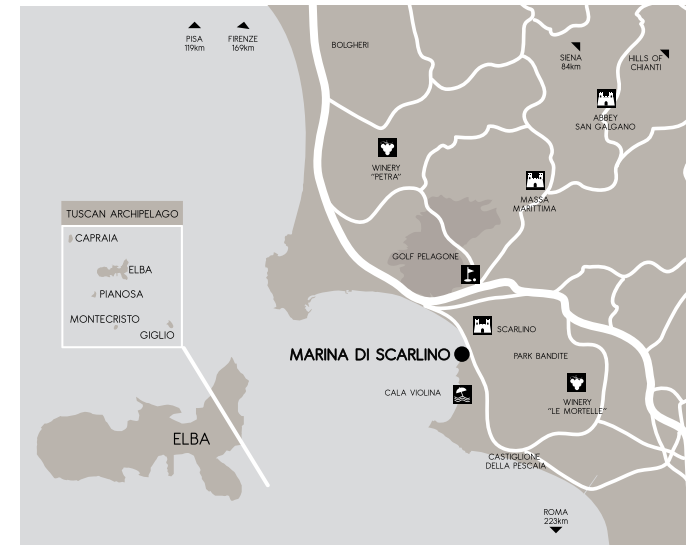 PISA
119km
FIRENZE
169km
BOLGHERI
SIENA
84km
HILLS OF
CHIANTI
ABBEY
SAN GALGANO
WINERY
"PETRA"
MASSA
MARITTIMA
TUSCAN ARCHIPELAGO
CAPRAIA
ELBA
PIANOSA
MONTECRISTO
GIGLIO
GOLF PELAGONE
SCARLINO
MARINA DI SCARLINO
PARK BANDITE
CALA VIOLINA
WINERY
"LE MORTELLE"
ELBA
CASTIGLIONE
DELLA PESCAIA
ROMA
223km